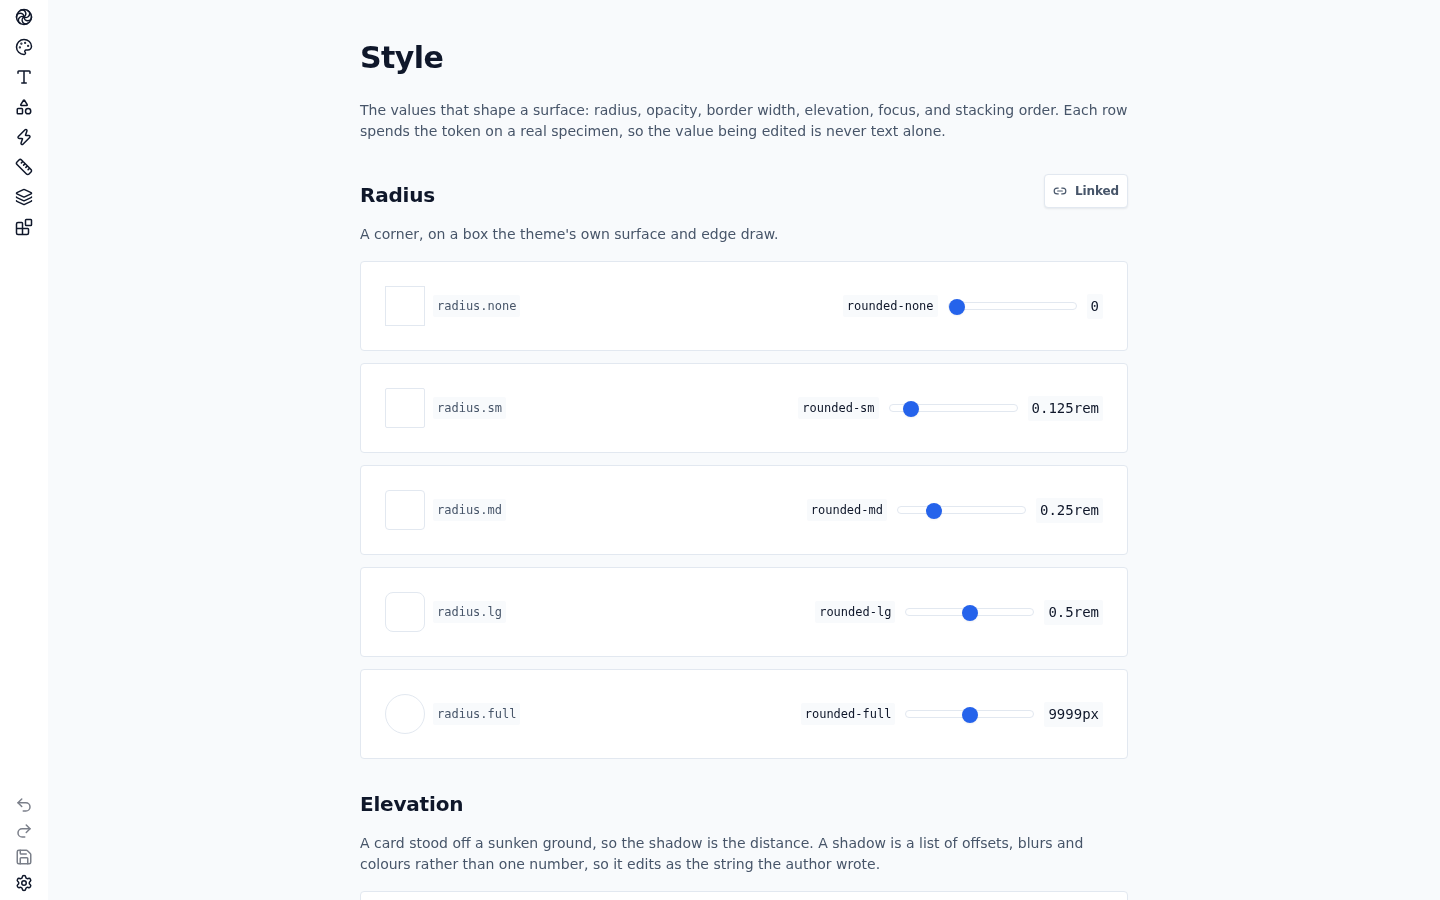 Style
The values that shape a surface: radius, opacity, border width, elevation, focus, and stacking order. Each row
spends the token on a real specimen, so the value being edited is never text alone.
Radius
Linked
A corner, on a box the theme's own surface and edge draw.
radius.none rounded-none 0
radius.sm rounded-sm 0.125rem
radius.md rounded-md 0.25rem
radius.lg rounded-lg 0.5rem
radius.full rounded-full 9999px
Elevation
A card stood off a sunken ground, so the shadow is the distance. A shadow is a list of offsets, blurs and
colours rather than one number, so it edits as the string the author wrote.